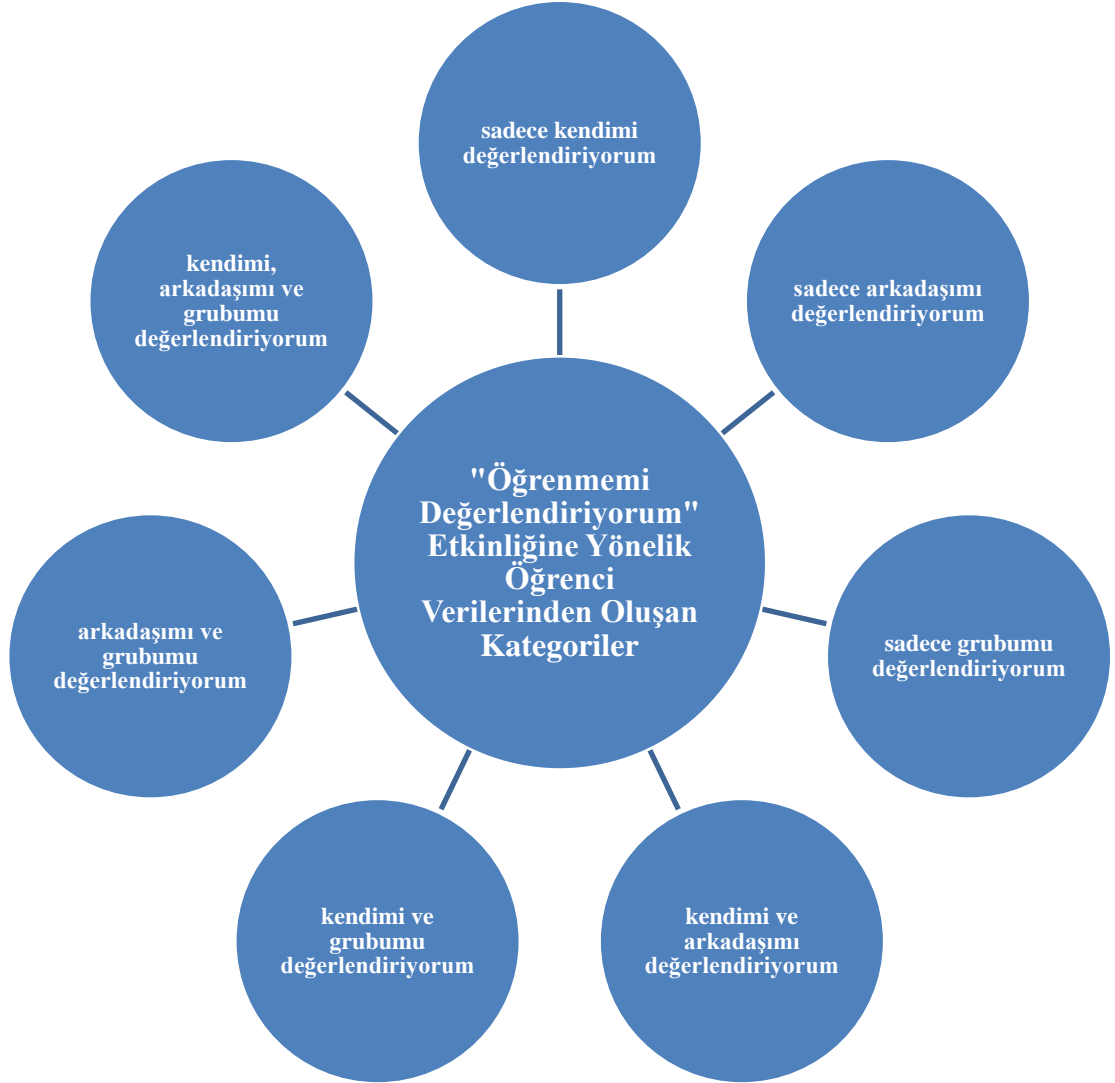 sadece kendimi
değerlendiriyorum
sadece arkadaşımı
değerlendiriyorum
sadece grubumu
değerlendiriyorum
kendimi ve
arkadaşımı
değerlendiriyorum
kendimi ve
grubumu
değerlendiriyorum
arkadaşımı ve
grubumu
değerlendiriyorum
kendimi,
arkadaşımı ve
grubumu
değerlendiriyorum
"Öğrenmemi
Değerlendiriyorum"
Etkinliğine Yönelik
Öğrenci
Verilerinden Oluşan
Kategoriler